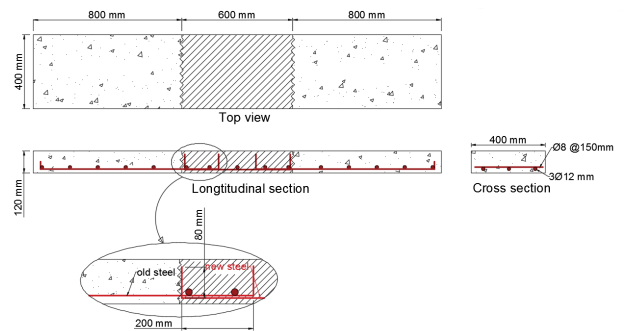 800 mm 600 mm 800 mm
400 mm
Top view
400 mm
Ø8 @150mm
120 mm
3Ø12 mm
Longtitudinal section
Cross section
80 mm
old steel
new steel
200 mm